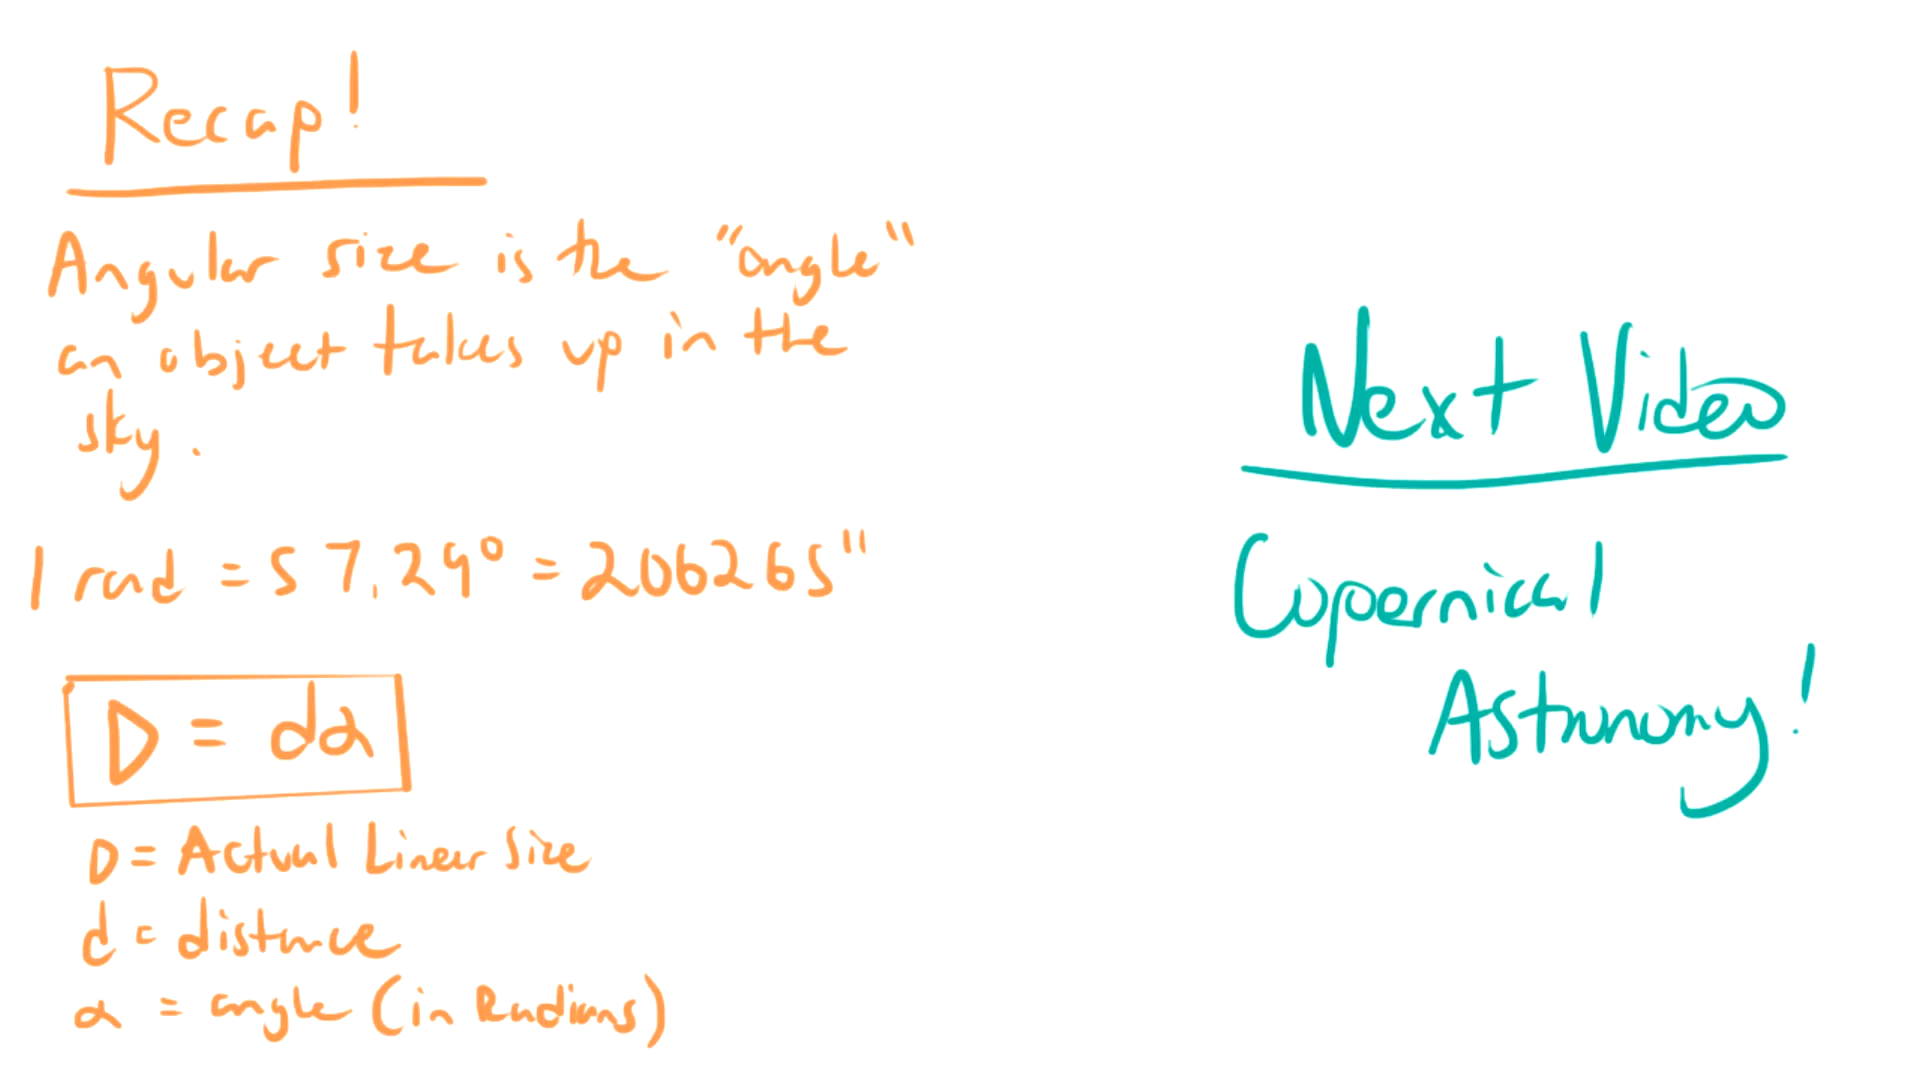 Recap!
Angular size is the "angle"
an object takes up in the
sky.
1 rad = 57.29° = 206265"
D = dα
D = Actual Linear Size
d = distance
α = angle (in Radians)
Next Video
Copernical
Astronomy!